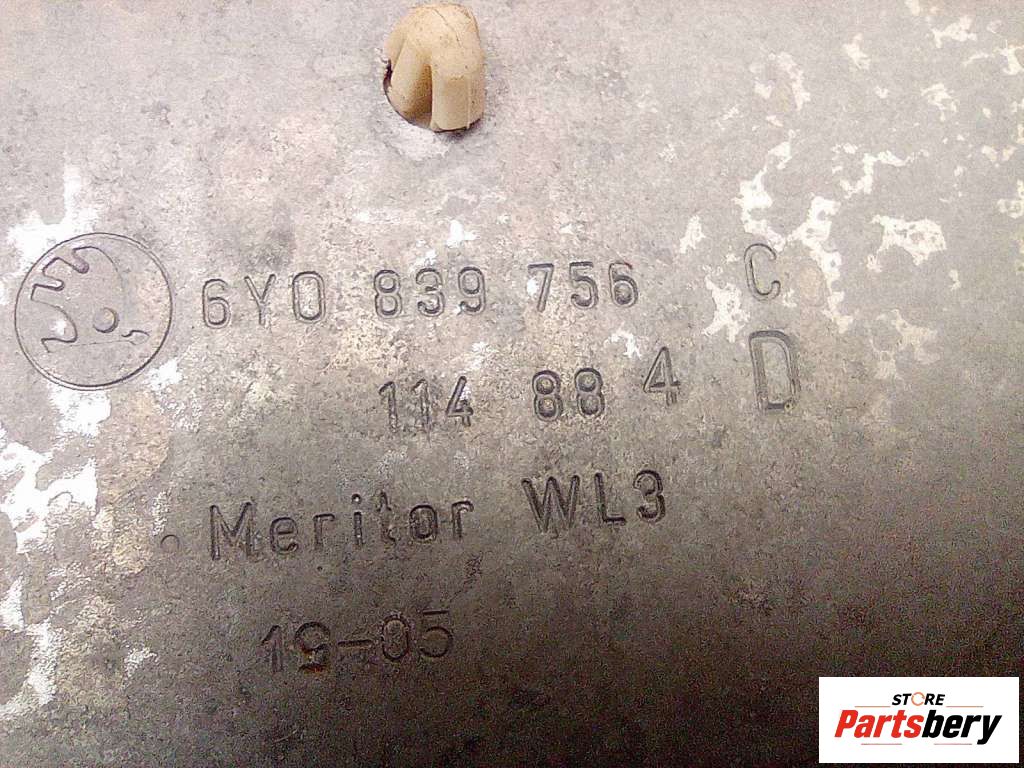 6Y0 839 756 C
114 88 4 D
Meritor WL3
19-05
STORE
Partsbery